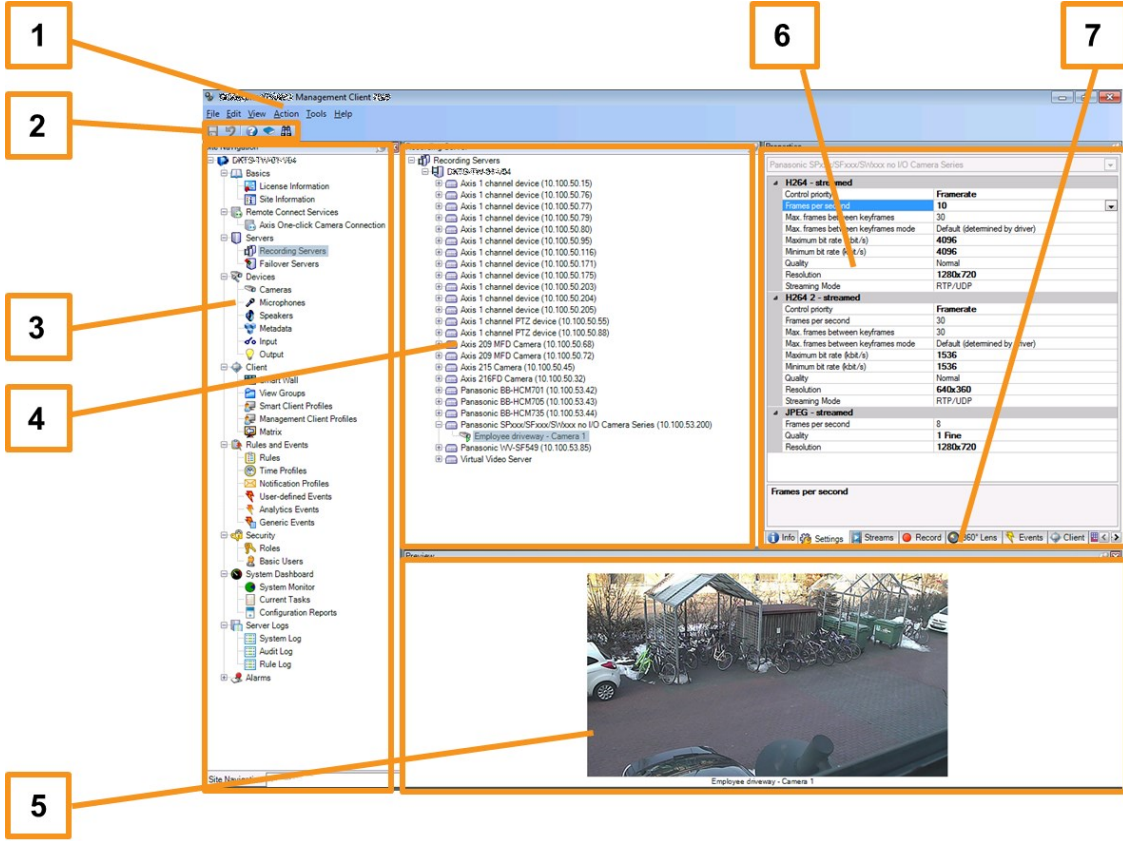 1
6
7
2
3
4
5
Management Client
File Edit View Action Tools Help
Basics
License Information
Site Information
Remote Connect Services
Axis One-click Camera Connection
Servers
Recording Servers
Failover Servers
Devices
Cameras
Microphones
Speakers
Metadata
Input
Output
Client
Smart Wall
View Groups
Smart Client Profiles
Management Client Profiles
Matrix
Rules and Events
Rules
Time Profiles
Notification Profiles
User-defined Events
Analytics Events
Generic Events
Security
Roles
Basic Users
System Dashboard
System Monitor
Current Tasks
Configuration Reports
Server Logs
System Log
Audit Log
Rule Log
Alarms
Site Navigation
Recording Servers
Axis 1 channel device (10.100.50.15)
Axis 1 channel device (10.100.50.76)
Axis 1 channel device (10.100.50.77)
Axis 1 channel device (10.100.50.79)
Axis 1 channel device (10.100.50.80)
Axis 1 channel device (10.100.50.95)
Axis 1 channel device (10.100.50.116)
Axis 1 channel device (10.100.50.171)
Axis 1 channel device (10.100.50.175)
Axis 1 channel device (10.100.50.203)
Axis 1 channel device (10.100.50.204)
Axis 1 channel device (10.100.50.205)
Axis 1 channel PTZ device (10.100.50.55)
Axis 1 channel PTZ device (10.100.50.88)
Axis 209 MFD Camera (10.100.50.68)
Axis 209 MFD Camera (10.100.50.72)
Axis 215 Camera (10.100.50.45)
Axis 216FD Camera (10.100.50.32)
Panasonic BB-HCM701 (10.100.53.42)
Panasonic BB-HCM705 (10.100.53.43)
Panasonic BB-HCM735 (10.100.53.44)
Panasonic SPxxx/SFxxx/SWxxx no I/O Camera Series (10.100.53.200)
Employee driveway - Camera 1
Panasonic WV-SF549 (10.100.53.85)
Virtual Video Server
Panasonic SPxxx/SFxxx/SWxxx no I/O Camera Series
H264 - streamed
Control priority Framerate
Frames per second 10
Max. frames between keyframes 30
Max. frames between keyframes mode Default (determined by driver)
Maximum bit rate (kbit/s) 4096
Minimum bit rate (kbit/s) 4096
Quality Normal
Resolution 1280x720
Streaming Mode RTP/UDP
H264 2 - streamed
Control priority Framerate
Frames per second 30
Max. frames between keyframes 30
Max. frames between keyframes mode Default (determined by driver)
Maximum bit rate (kbit/s) 1536
Minimum bit rate (kbit/s) 1536
Quality Normal
Resolution 640x360
Streaming Mode RTP/UDP
JPEG - streamed
Frames per second 8
Quality 1 Fine
Resolution 1280x720
Frames per second
Info Settings Streams Record 360° Lens Events Client
Preview
Employee driveway - Camera 1